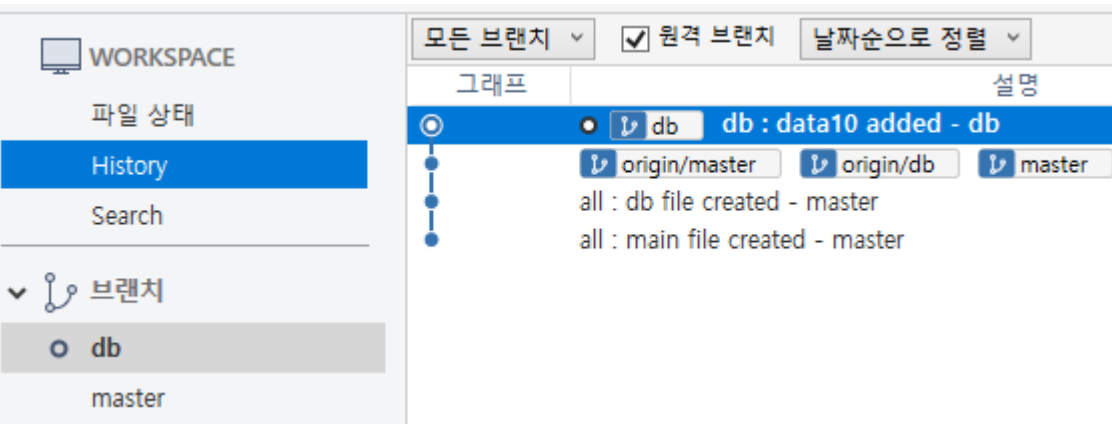 WORKSPACE
파일 상태
History
Search
브랜치
db
master
모든 브랜치 원격 브랜치 날짜순으로 정렬
그래프 설명
db db : data10 added - db
origin/master origin/db master
all : db file created - master
all : main file created - master